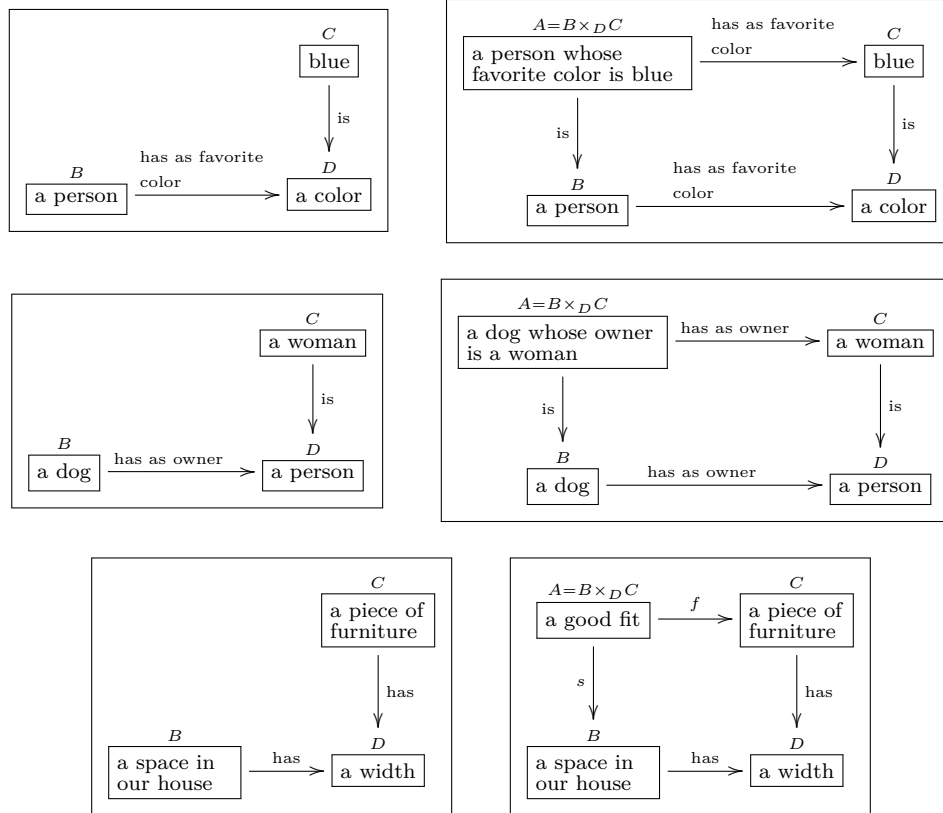 C
blue
is
B
has as favorite
color
D
a person
a color
A=B×_DC
a person whose
favorite color is blue
has as favorite
color
C
blue
is
is
B
a person
has as favorite
color
D
a color
C
a woman
is
B
a dog
has as owner
D
a person
A=B×_DC
a dog whose owner
is a woman
has as owner
C
a woman
is
is
B
a dog
has as owner
D
a person
C
a piece of
furniture
has
B
a space in
our house
has
D
a width
A=B×_DC
a good fit
f
C
a piece of
furniture
s
has
B
a space in
our house
has
D
a width